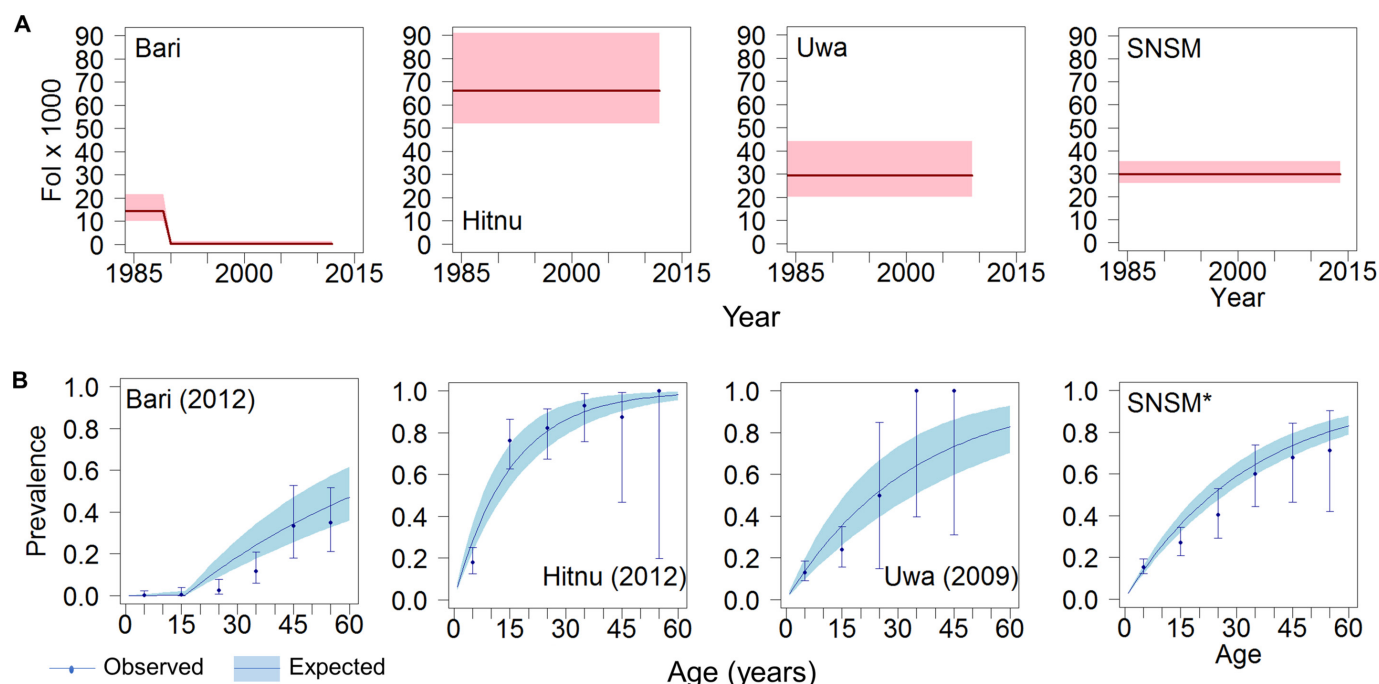 A
FoI x 1000
90
80
70
60
50
40
30
20
10
0
Bari
1985 2000 2015
90
80
70
60
50
40
30
20
10
0
Hitnu
1985 2000 2015
90
80
70
60
50
40
30
20
10
0
Uwa
1985 2000 2015
90
80
70
60
50
40
30
20
10
0
SNSM
1985 2000 2015
Year
Year
B
Prevalence
1.0
0.8
0.6
0.4
0.2
0.0
Bari (2012)
0 15 30 45 60
1.0
0.8
0.6
0.4
0.2
0.0
Hitnu (2012)
0 15 30 45 60
1.0
0.8
0.6
0.4
0.2
0.0
Uwa (2009)
0 15 30 45 60
1.0
0.8
0.6
0.4
0.2
0.0
SNSM*
0 15 30 45 60
Age
Observed Expected
Age (years)